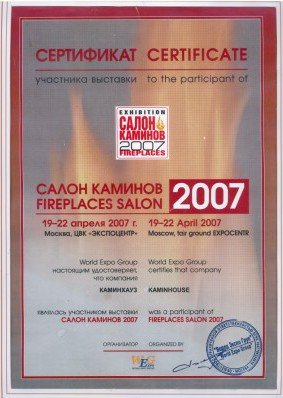 СЕРТИФИКАТ CERTIFICATE
участника выставки to the participant of
EXHIBITION
САЛОН
КАМИНОВ
2007
FIREPLACES
САЛОН КАМИНОВ
FIREPLACES SALON 2007
19–22 апреля 2007 г. 19–22 April 2007
Москва, ЦВК «ЭКСПОЦЕНТР» Moscow, fair ground EXPOCENTR
World Expo Group World Expo Group
настоящим удостоверяет, certifies that company
что компания
КАМИНХАУЗ KAMINHOUSE
являлась участником выставки was a participant of
САЛОН КАМИНОВ 2007 FIREPLACES SALON 2007
ОРГАНИЗАТОР ORGANIZED BY